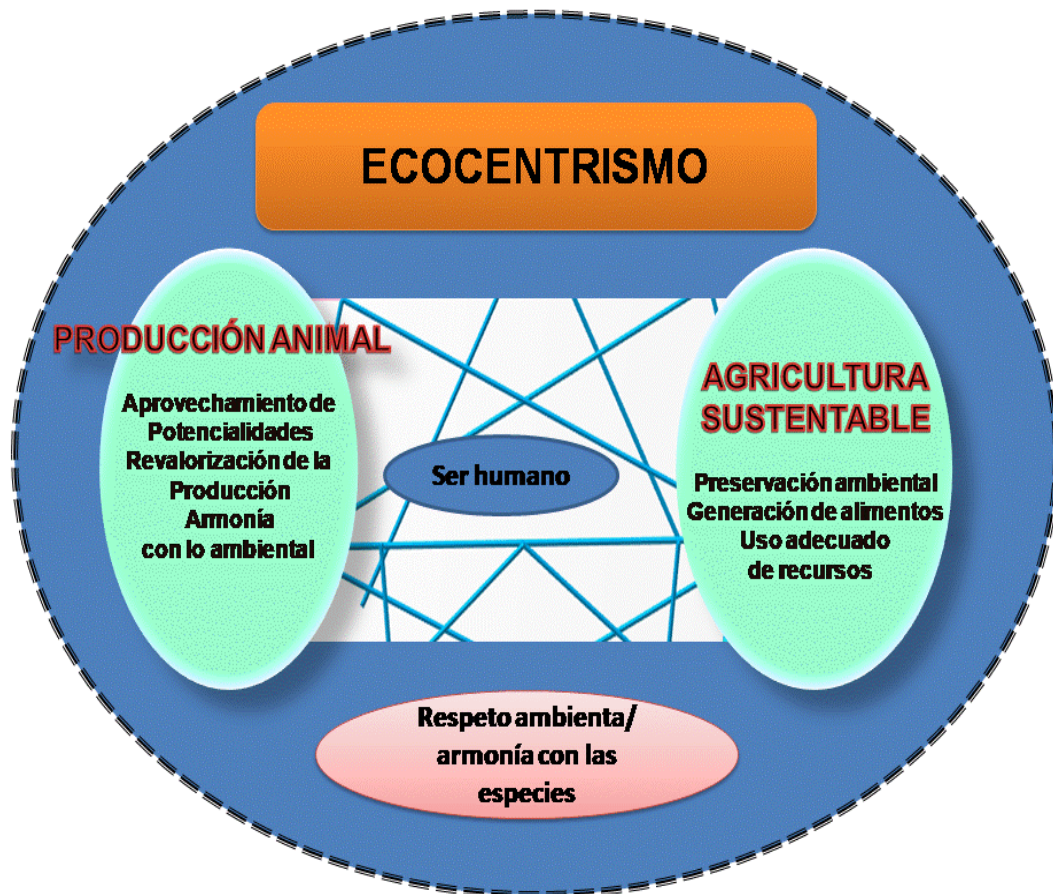 ECOCENTRISMO
PRODUCCIÓN ANIMAL
Aprovechamiento de
Potencialidades
Revalorización de la
Producción
Armonía
con lo ambiental
Ser humano
AGRICULTURA
SUSTENTABLE
Preservación ambiental
Generación de alimentos
Uso adecuado
de recursos
Respeto ambienta/
armonía con las
especies